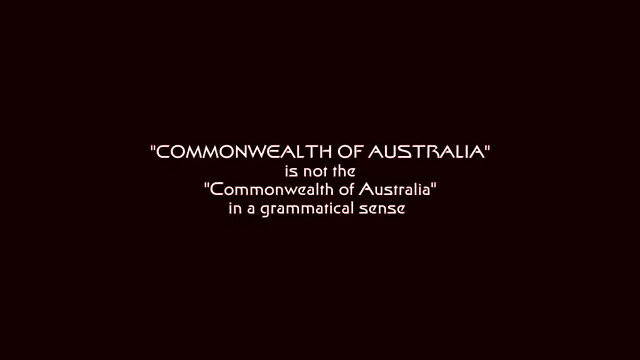 "COMMONWEALTH OF AUSTRALIA"
is not the
"Commonwealth of Australia"
in a grammatical sense